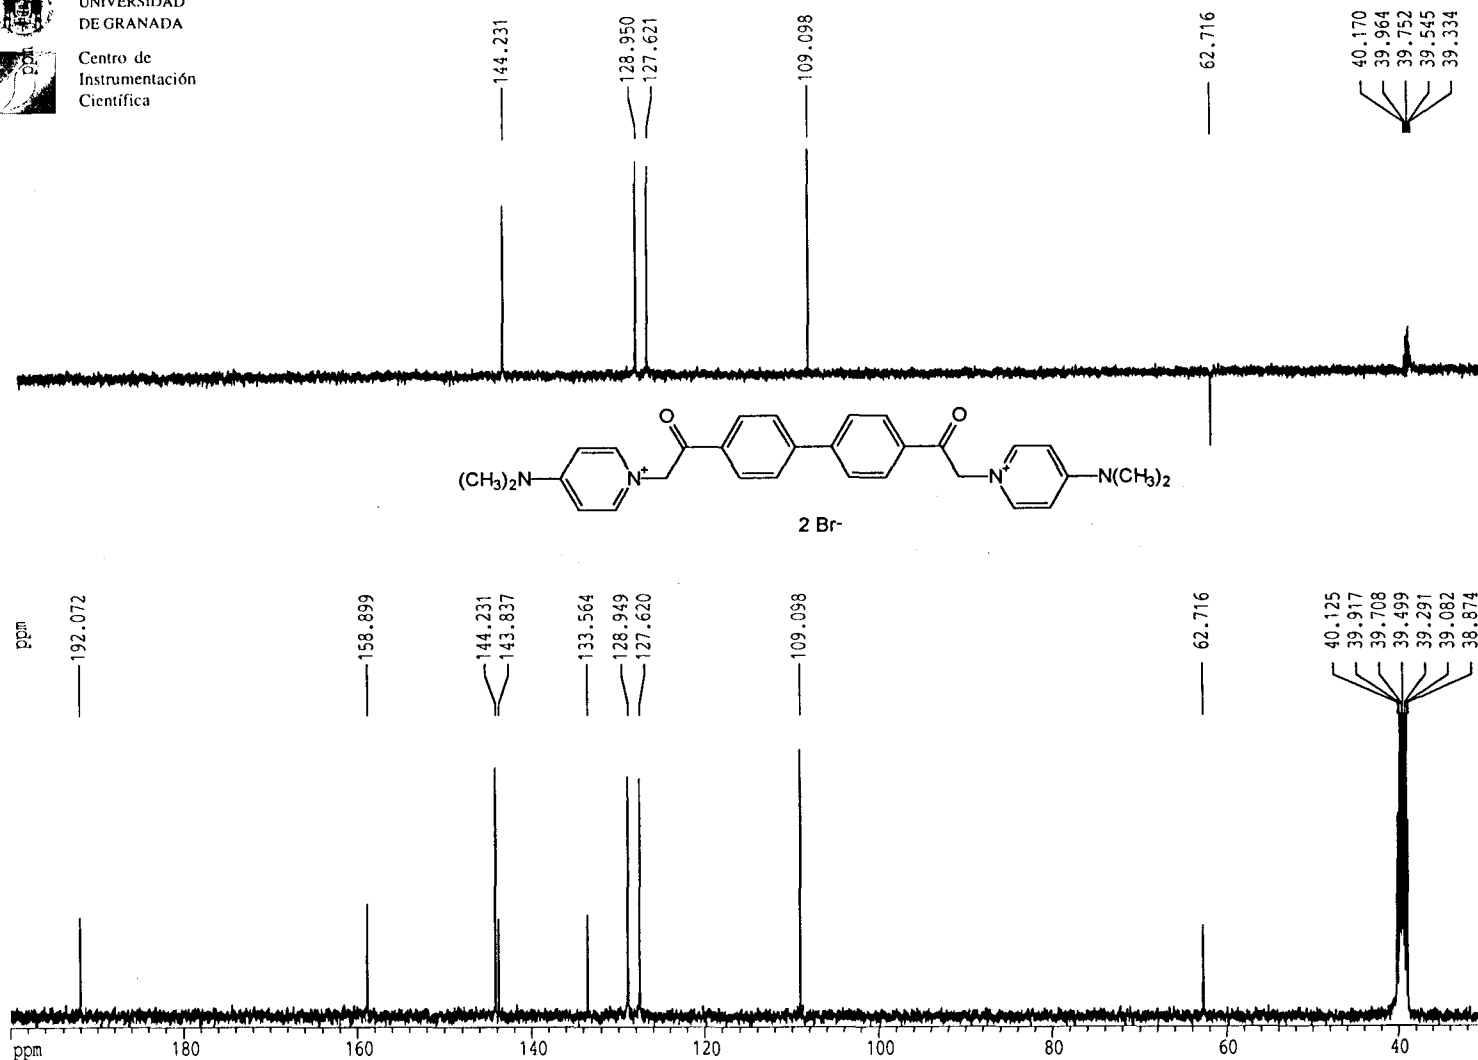 UNIVERSIDAD
DE GRANADA
Centro de
Instrumentación
Científica
ppm
144.231
128.950
127.621
109.098
62.716
40.170
39.964
39.752
39.545
39.334
O
O
(CH₃)₂N
N⁺
N⁺
N(CH₃)₂
2 Br-
ppm
192.072
158.899
144.231
143.837
133.564
128.949
127.620
109.098
62.716
40.125
39.917
39.708
39.499
39.291
39.082
38.874
ppm
180
160
140
120
100
80
60
40